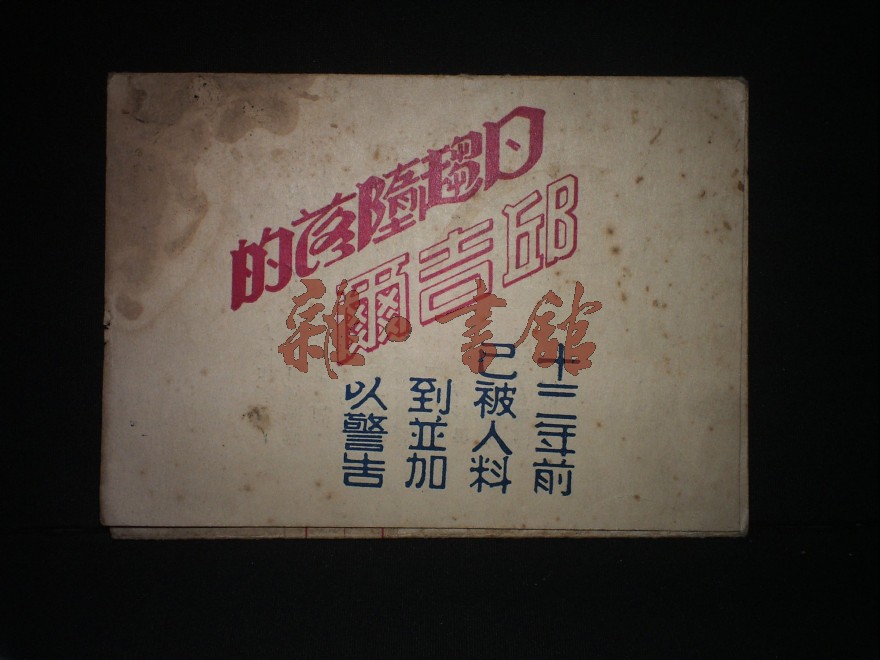 日趨墮落的
邱吉爾
十三年前
已被人料
到並加
以警告
雜·書館